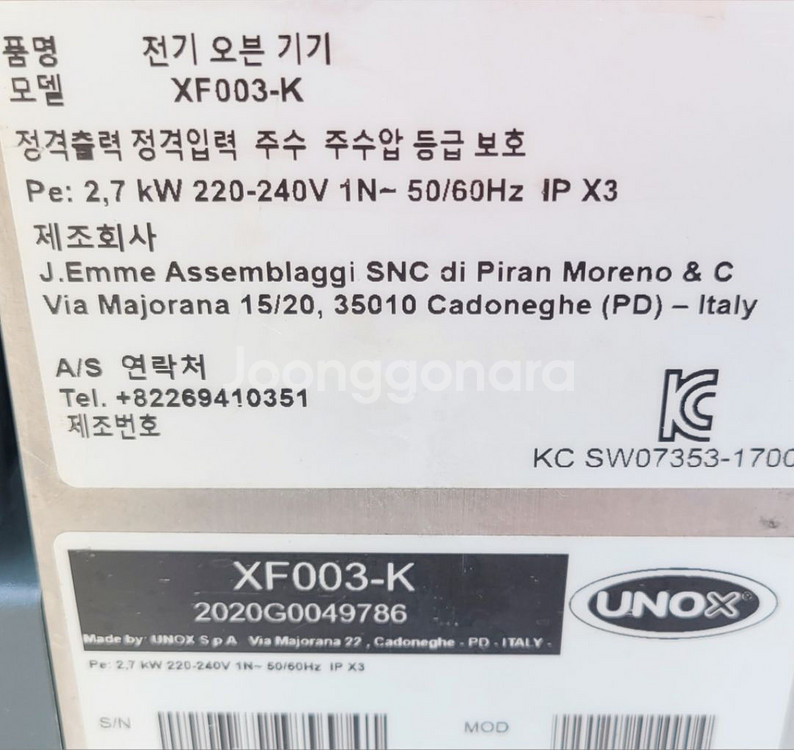 품명 전기 오븐 기기
모델 XF003-K
정격출력 정격입력 주수 주수압 등급 보호
Pe: 2,7 kW 220-240V 1N~ 50/60Hz IP X3
제조회사
J.Emme Assemblaggi SNC di Piran Moreno & C
Via Majorana 15/20, 35010 Cadoneghe (PD) – Italy
A/S 연락처
Joonggonara
Tel. +82269410351
제조번호
KC
KC SW07353-1700
XF003-K
2020G0049786
UNOX
Made by: UNOX S p A Via Majorana 22 , Cadoneghe - PD - ITALY -
Pe: 2,7 kW 220-240V 1N~ 50/60Hz IP X3
S/N MOD